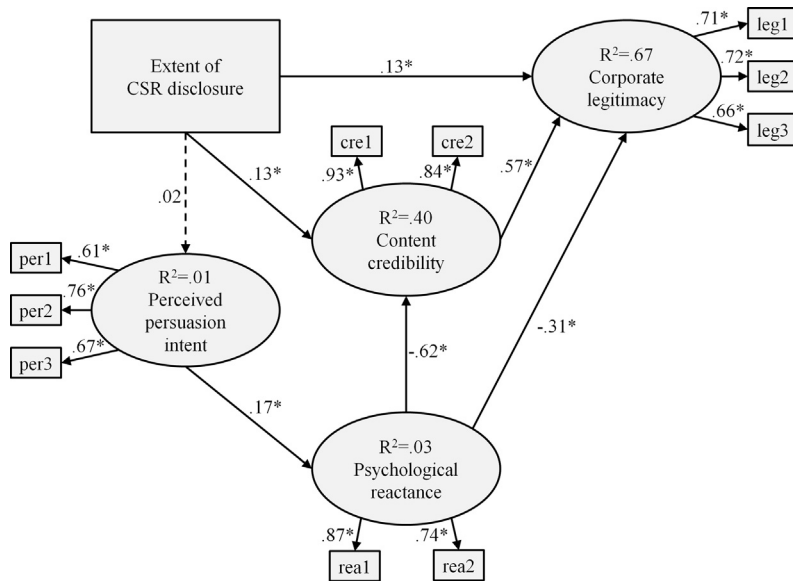 Extent of
CSR disclosure
.13*
R²=.67
Corporate
legitimacy
.71*
leg1
.72*
leg2
.66*
leg3
.13*
.02
cre1
cre2
.93*
.84*
.57*
R²=.40
Content
credibility
per1
per2
per3
.61*
.76*
.67*
R²=.01
Perceived
persuasion
intent
-.62*
-.31*
.17*
R²=.03
Psychological
reactance
.87*
.74*
rea1
rea2